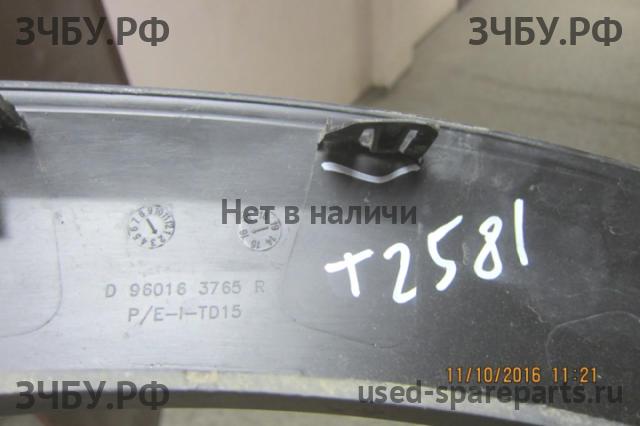 ЗЧБУ.РФ ЗЧБУ.РФ
Нет в наличи
T2581
D 96016 3765 R
P/E-I-TD15
11/10/2016 11:21
ЗЧБУ.РФ used-spareparts.ru